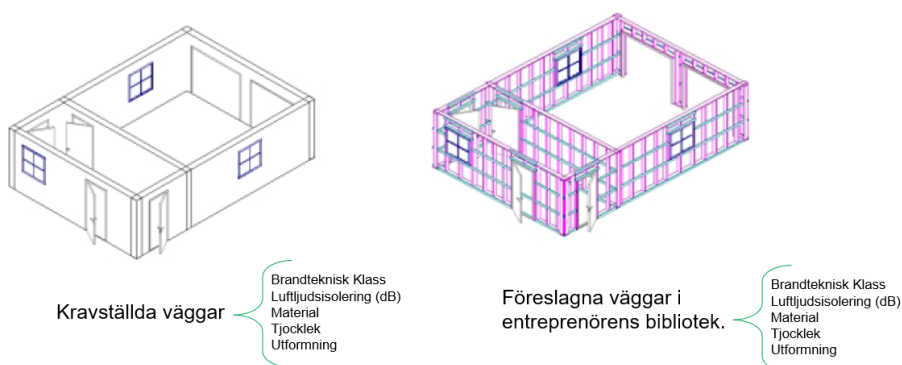 Kravställda väggar
Brandteknisk Klass
Luftljudsisolering (dB)
Material
Tjocklek
Utformning
Föreslagna väggar i
entreprenörens bibliotek.
Brandteknisk Klass
Luftljudsisolering (dB)
Material
Tjocklek
Utformning